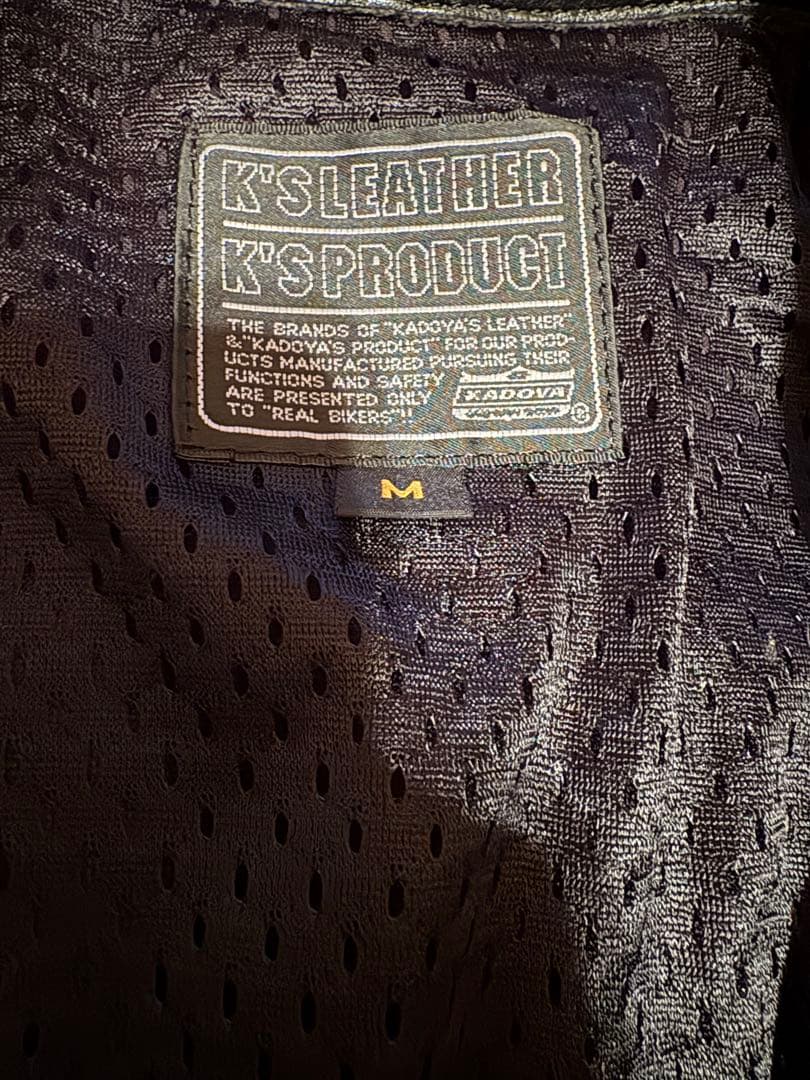 K'S LEATHER
K'S PRODUCT
THE BRANDS OF "KADOYA'S LEATHER"
&"KADOYA'S PRODUCT" FOR OUR PROD-
UCTS MANUFACTURED PURSUING THEIR
FUNCTIONS AND SAFETY
ARE PRESENTED ONLY
TO "REAL BIKERS"!!
KADOYA
M